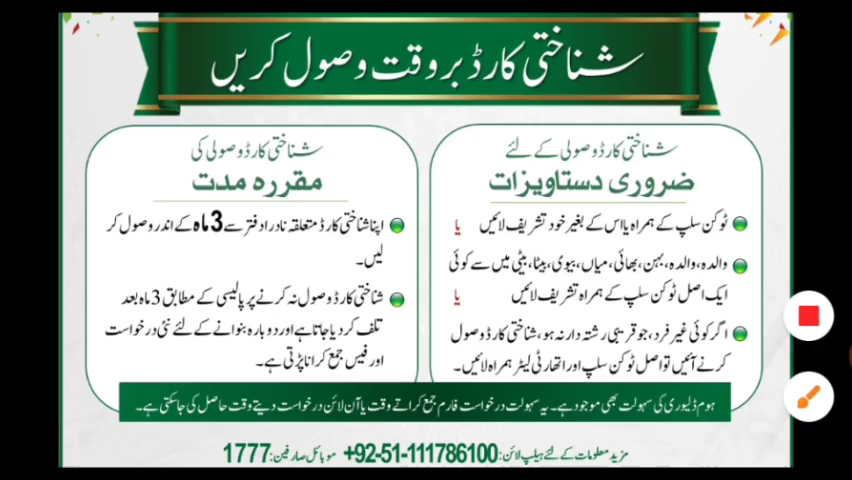 شناختی کارڈ بر وقت وصول کریں
شناختی کارڈ وصولی کے لئے
ضروری دستاویزات
ٹوکن سلپ کے ہمراہ یا اس کے بغیر خود تشریف لائیں یا
والدہ، والدہ، بہن، بھائی، میاں، بیوی، بیٹا، بیٹی میں سے کوئی
ایک اصل ٹوکن سلپ کے ہمراہ تشریف لائیں یا
اگر کوئی غیر فرد، جو قریبی رشتہ دار نہ ہو، شناختی کارڈ وصول
کرنے آئیں تو اصل ٹوکن سلپ اور اتھارٹی لیٹر ہمراہ لائیں۔
شناختی کارڈ وصولی کی
مقررہ مدت
اپنا شناختی کارڈ متعلقہ نادرا دفتر سے 3 ماہ کے اندر وصول کر
لیں۔
شناختی کارڈ وصول نہ کرنے پر پالیسی کے مطابق 3 ماہ بعد
تلف کر دیا جاتا ہے اور دوبارہ بنوانے کے لئے نئی درخواست
اور فیس جمع کرانا پڑتی ہے۔
ہوم ڈلیوری کی سہولت بھی موجود ہے۔ یہ سہولت درخواست فارم جمع کراتے وقت یا آن لائن درخواست دیتے وقت حاصل کی جاسکتی ہے۔
مزید معلومات کے لئے ہیلپ لائن: +92-51-111786100 موبائل صارفین: 1777